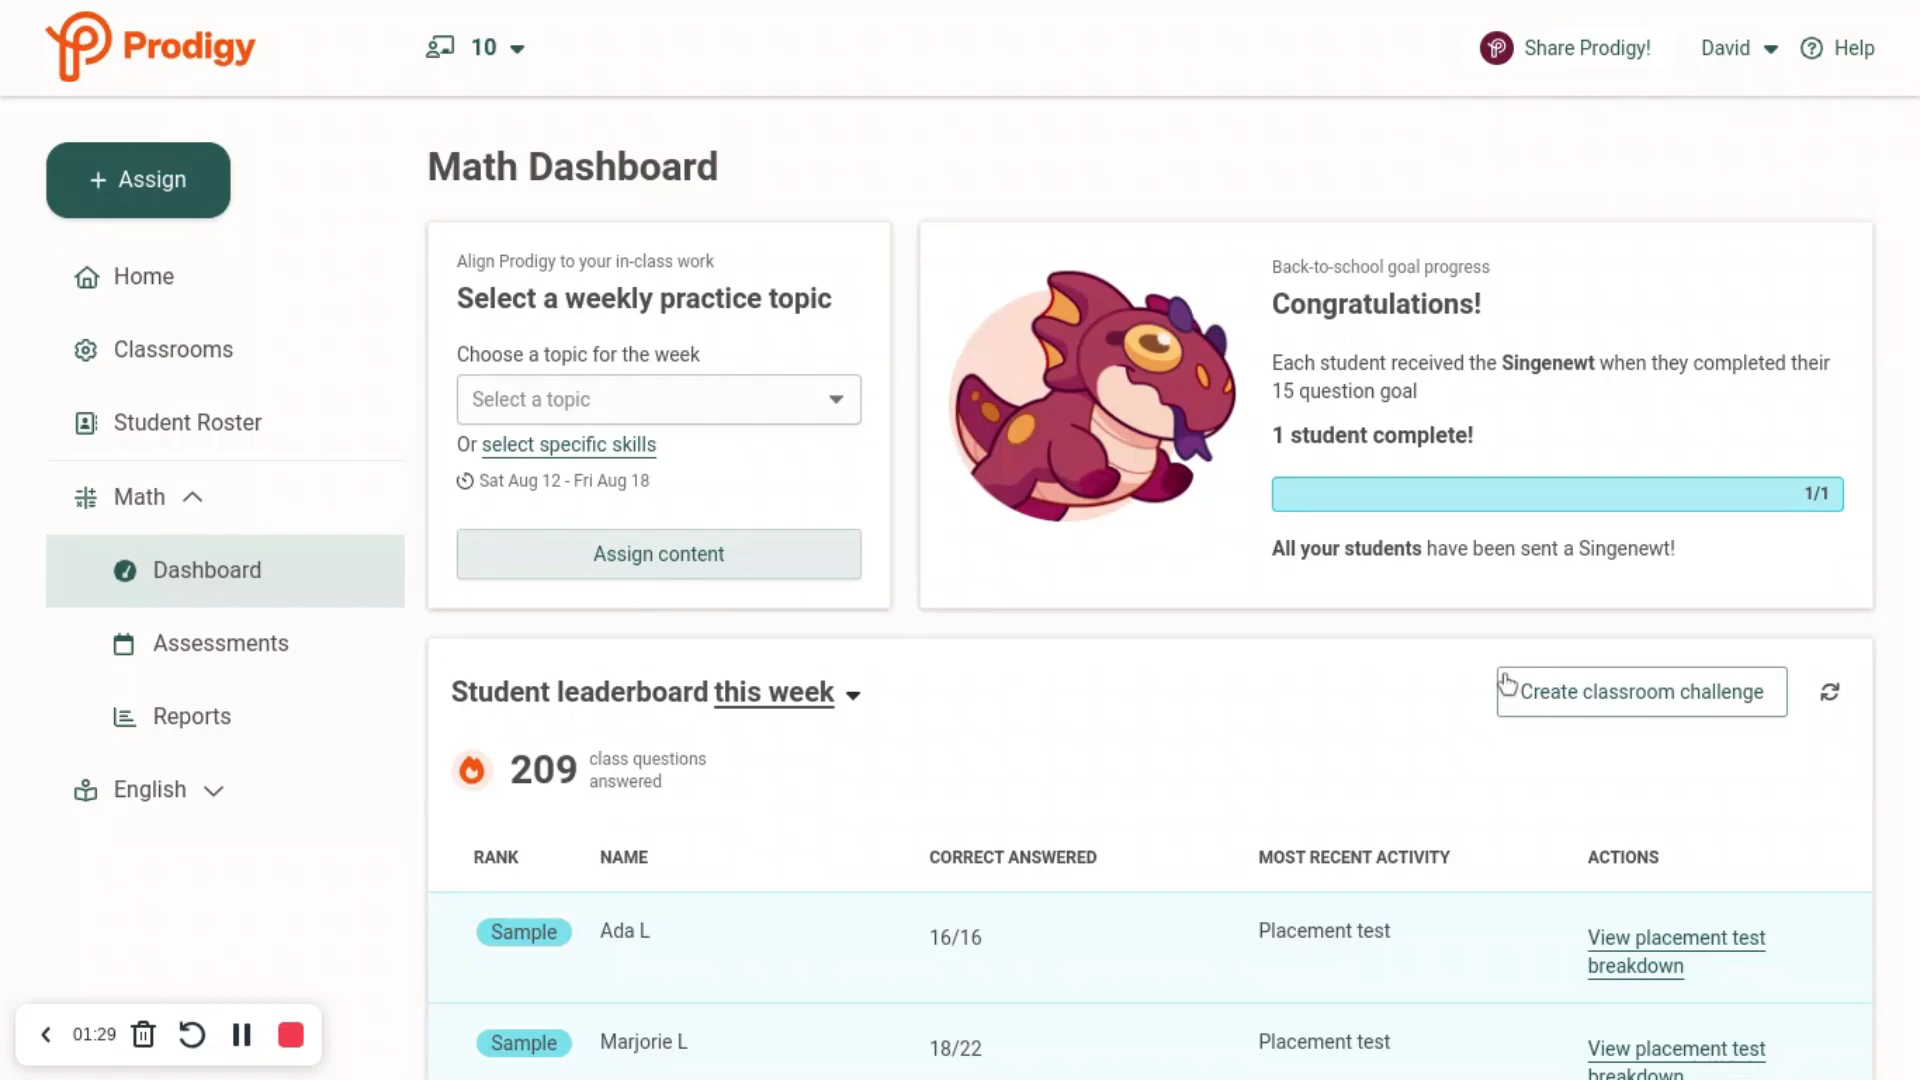 Prodigy
10
Share Prodigy!
David
Help
+ Assign
Home
Classrooms
Student Roster
Math
Dashboard
Assessments
Reports
English
Math Dashboard
Align Prodigy to your in-class work
Select a weekly practice topic
Choose a topic for the week
Select a topic
Or select specific skills
Sat Aug 12 - Fri Aug 18
Assign content
Back-to-school goal progress
Congratulations!
Each student received the Singenewt when they completed their
15 question goal
1 student complete!
1/1
All your students have been sent a Singenewt!
Student leaderboard this week
Create classroom challenge
209 class questions
answered
RANK NAME CORRECT ANSWERED MOST RECENT ACTIVITY ACTIONS
Sample Ada L 16/16 Placement test View placement test
breakdown
Sample Marjorie L 18/22 Placement test View placement test
breakdown
01:29